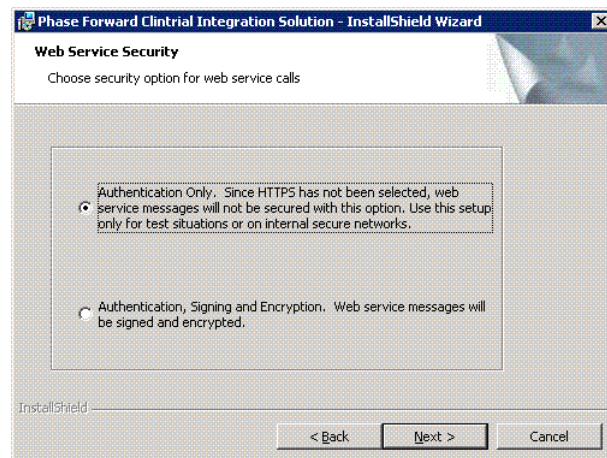 Phase Forward Clintrial Integration Solution - InstallShield Wizard
Web Service Security
Choose security option for web service calls
Authentication Only. Since HTTPS has not been selected, web
service messages will not be secured with this option. Use this setup
only for test situations or on internal secure networks.
Authentication, Signing and Encryption. Web service messages will
be signed and encrypted.
InstallShield
< Back
Next >
Cancel